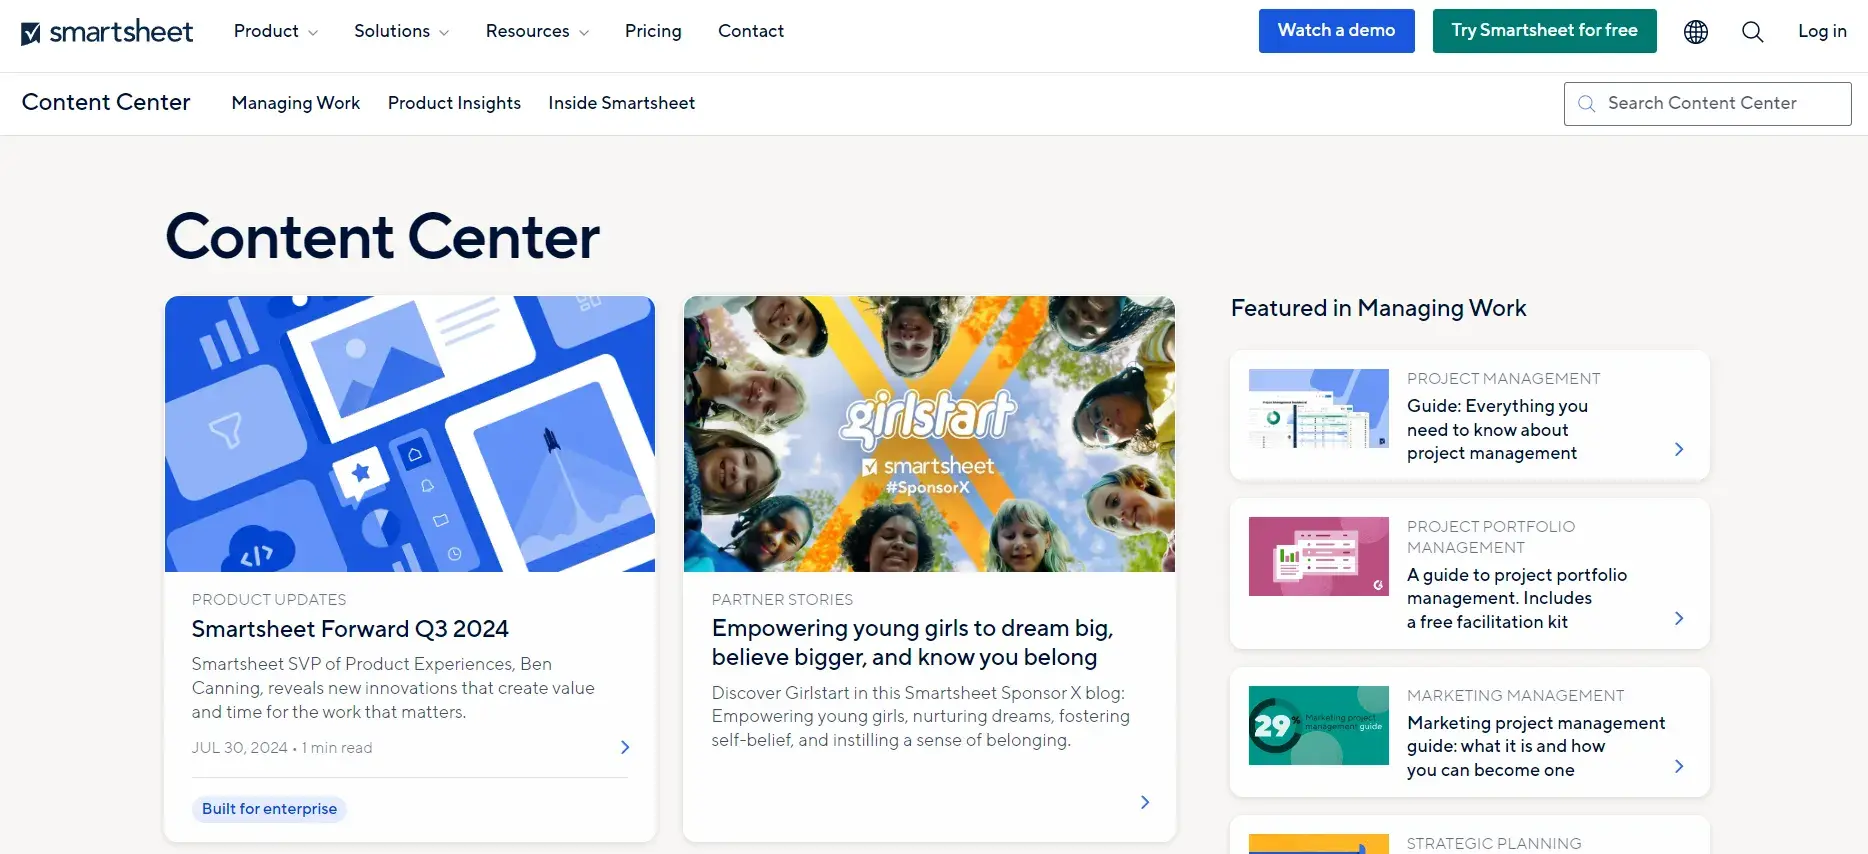 smartsheet
Product
Solutions
Resources
Pricing
Contact
Watch a demo
Try Smartsheet for free
Log in
Content Center
Managing Work
Product Insights
Inside Smartsheet
Search Content Center
Content Center
girlstart
smartsheet
#SponsorX
PRODUCT UPDATES
Smartsheet Forward Q3 2024
Smartsheet SVP of Product Experiences, Ben
Canning, reveals new innovations that create value
and time for the work that matters.
JUL 30, 2024 • 1 min read
Built for enterprise
PARTNER STORIES
Empowering young girls to dream big,
believe bigger, and know you belong
Discover Girlstart in this Smartsheet Sponsor X blog:
Empowering young girls, nurturing dreams, fostering
self-belief, and instilling a sense of belonging.
Featured in Managing Work
PROJECT MANAGEMENT
Guide: Everything you
need to know about
project management
PROJECT PORTFOLIO
MANAGEMENT
A guide to project portfolio
management. Includes
a free facilitation kit
29%
Marketing project
management guide
MARKETING MANAGEMENT
Marketing project management
guide: what it is and how
you can become one
STRATEGIC PLANNING